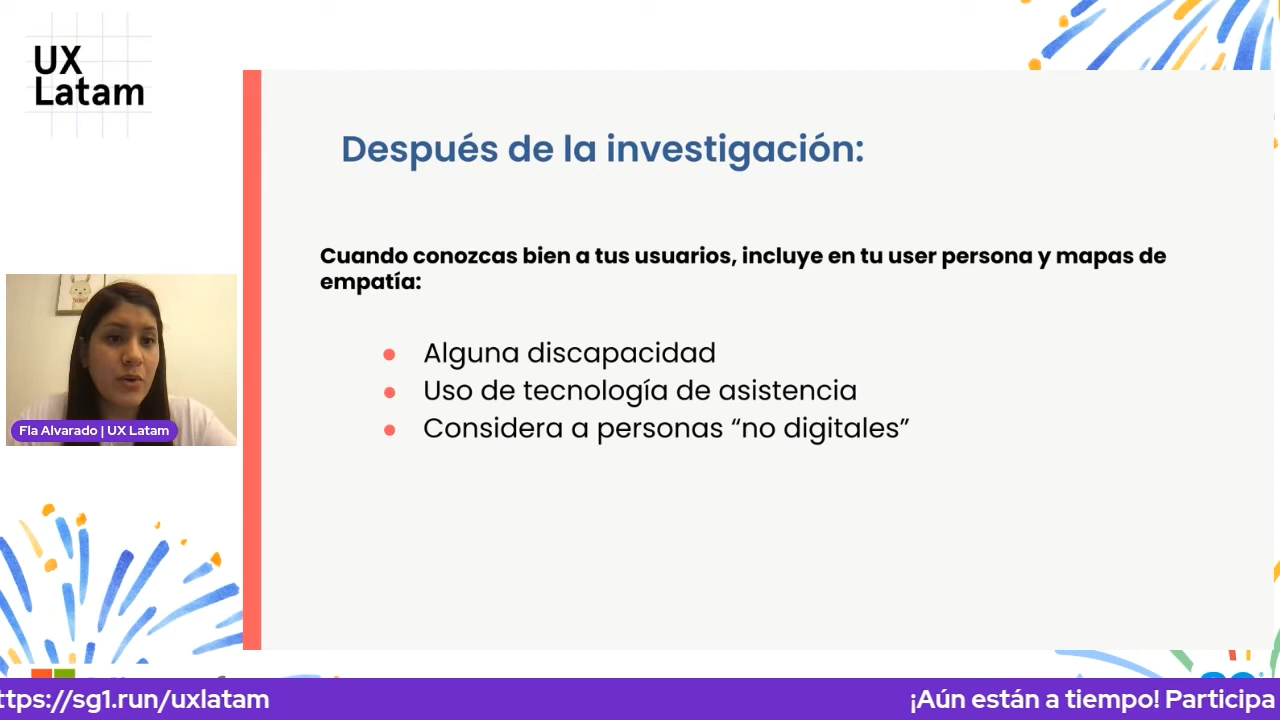 UX
Latam
Después de la investigación:
Cuando conozcas bien a tus usuarios, incluye en tu user persona y mapas de
empatía:
● Alguna discapacidad
● Uso de tecnología de asistencia
● Considera a personas “no digitales”
Fla Alvarado | UX Latam
ttps://sg1.run/uxlatam
¡Aún están a tiempo! Participa